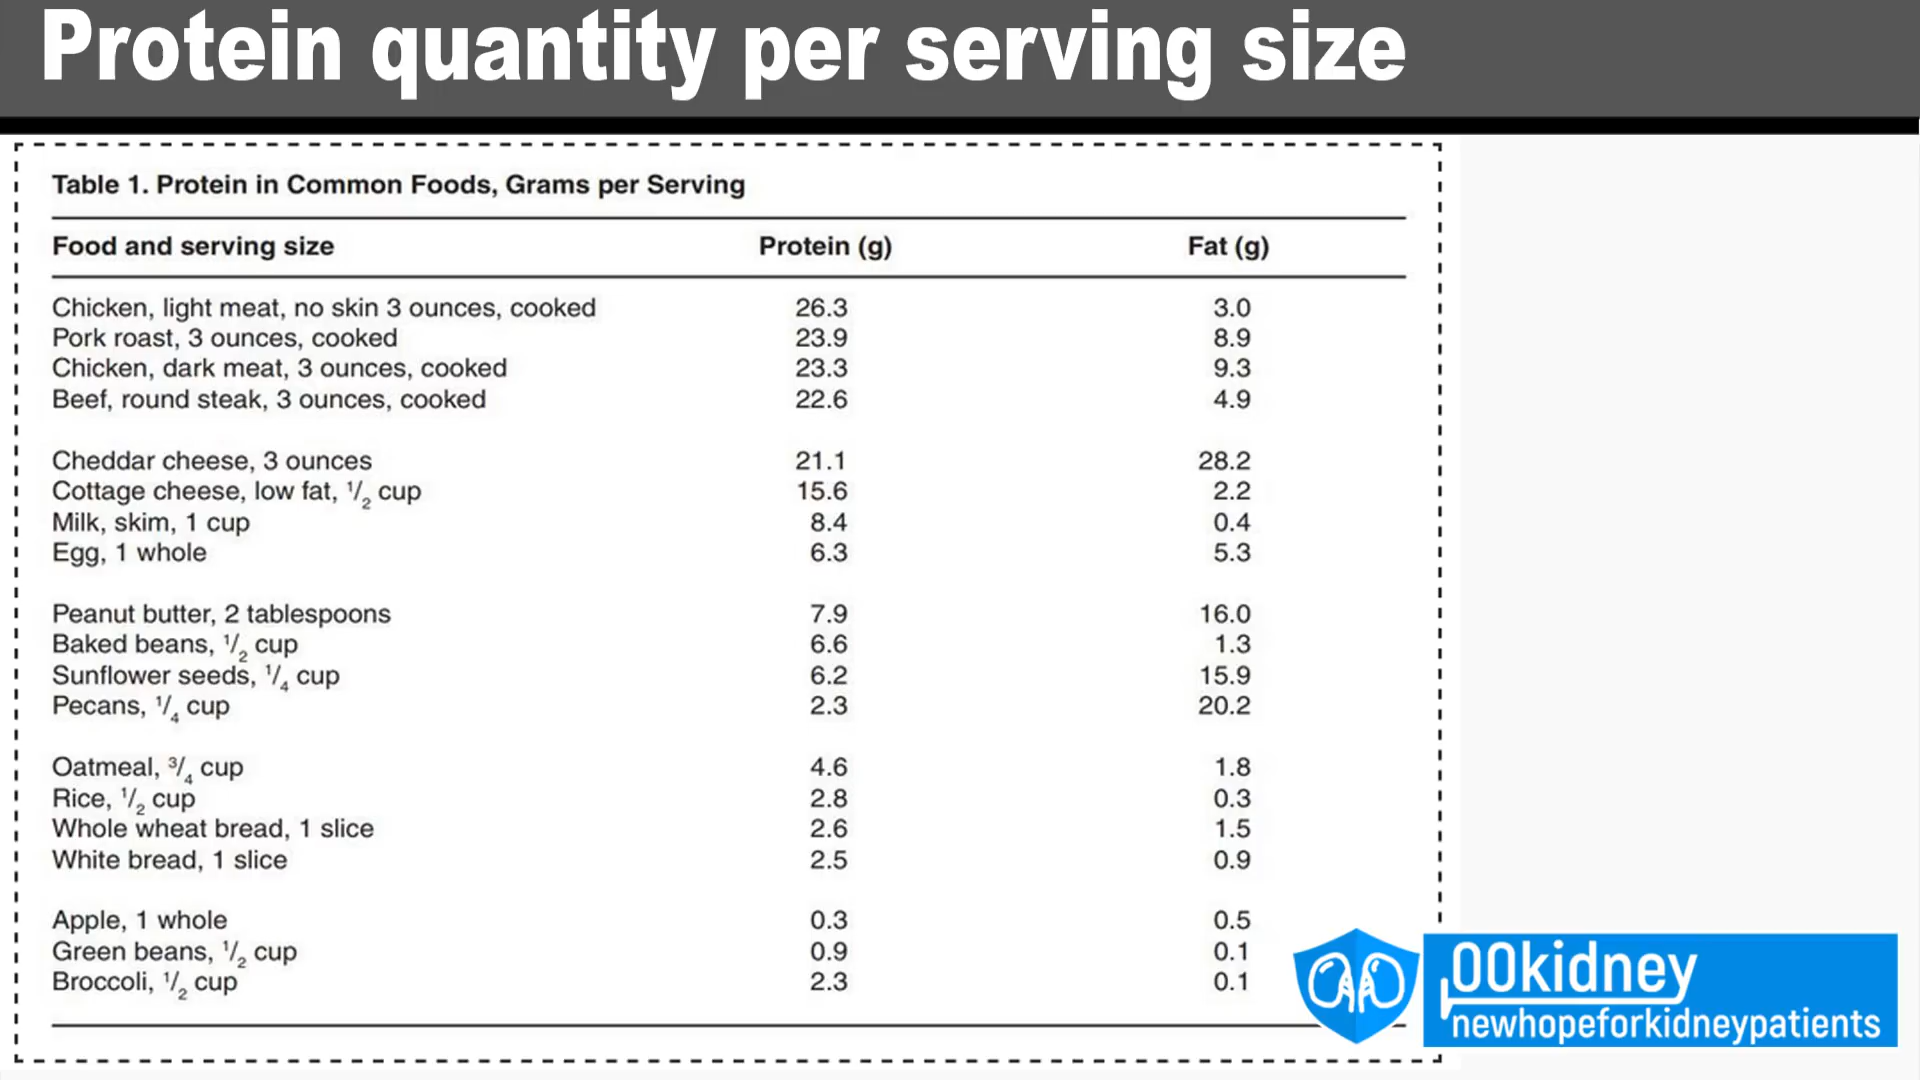 Protein quantity per serving size
Table 1. Protein in Common Foods, Grams per Serving
Food and serving size Protein (g) Fat (g)
Chicken, light meat, no skin 3 ounces, cooked 26.3 3.0
Pork roast, 3 ounces, cooked 23.9 8.9
Chicken, dark meat, 3 ounces, cooked 23.3 9.3
Beef, round steak, 3 ounces, cooked 22.6 4.9
Cheddar cheese, 3 ounces 21.1 28.2
Cottage cheese, low fat, 1/2 cup 15.6 2.2
Milk, skim, 1 cup 8.4 0.4
Egg, 1 whole 6.3 5.3
Peanut butter, 2 tablespoons 7.9 16.0
Baked beans, 1/2 cup 6.6 1.3
Sunflower seeds, 1/4 cup 6.2 15.9
Pecans, 1/4 cup 2.3 20.2
Oatmeal, 3/4 cup 4.6 1.8
Rice, 1/2 cup 2.8 0.3
Whole wheat bread, 1 slice 2.6 1.5
White bread, 1 slice 2.5 0.9
Apple, 1 whole 0.3 0.5
Green beans, 1/2 cup 0.9 0.1
Broccoli, 1/2 cup 2.3 0.1
00kidney
newhopeforkidneypatients